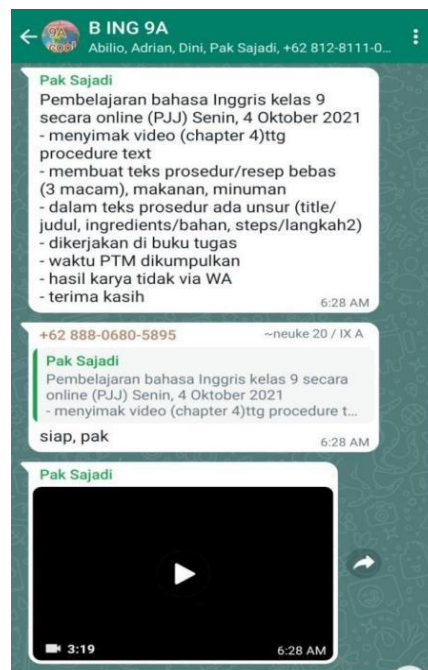 B ING 9A
Abilio, Adrian, Dini, Pak Sajadi, +62 812-8111-0...
Pak Sajadi
Pembelajaran bahasa Inggris kelas 9
secara online (PJJ) Senin, 4 Oktober 2021
- menyimak video (chapter 4)ttg
procedure text
- membuat teks prosedur/resep bebas
(3 macam), makanan, minuman
- dalam teks prosedur ada unsur (title/
judul, ingredients/bahan, steps/langkah2)
- dikerjakan di buku tugas
- waktu PTM dikumpulkan
- hasil karya tidak via WA
- terima kasih
6:28 AM
+62 888-0680-5895 ~neuke 20 / IX A
Pak Sajadi
Pembelajaran bahasa Inggris kelas 9 secara
online (PJJ) Senin, 4 Oktober 2021
- menyimak video (chapter 4)ttg procedure t...
siap, pak
6:28 AM
Pak Sajadi
3:19 6:28 AM